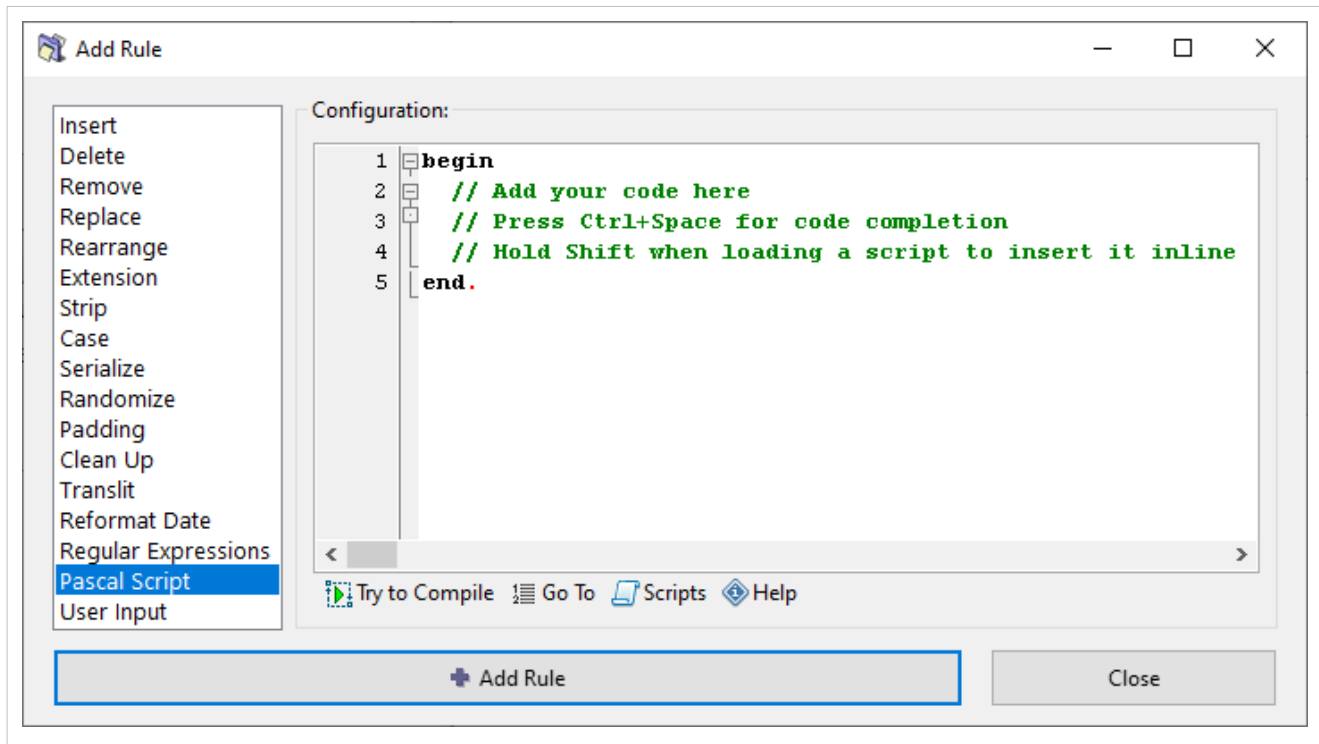 Add Rule
Insert
Delete
Remove
Replace
Rearrange
Extension
Strip
Case
Serialize
Randomize
Padding
Clean Up
Translit
Reformat Date
Regular Expressions
Pascal Script
User Input
Configuration:
1 begin
2 // Add your code here
3 // Press Ctrl+Space for code completion
4 // Hold Shift when loading a script to insert it inline
5 end.
Try to Compile Go To Scripts Help
Add Rule Close